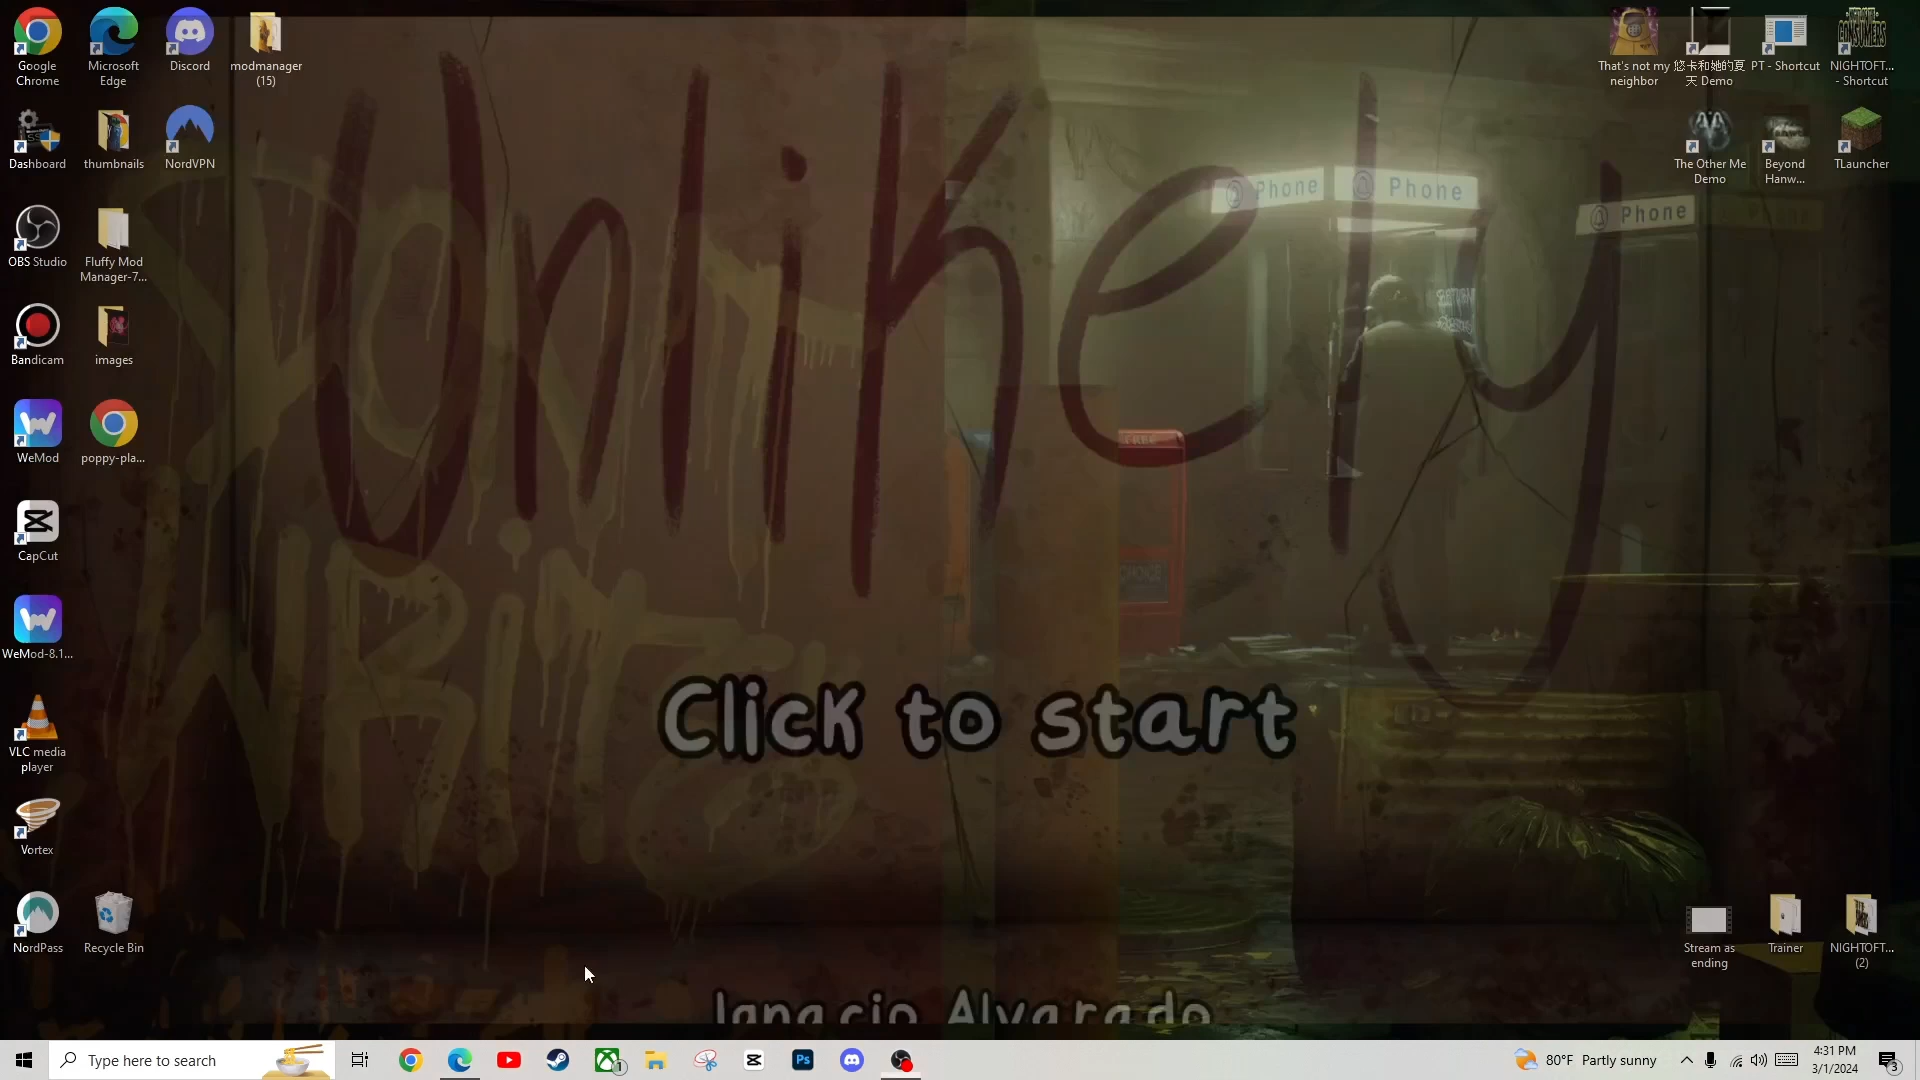 Google
Chrome
Microsoft
Edge
Discord
modmanager
(15)
That's not my
neighbor
悠卡和她的夏
天 Demo
PT - Shortcut
CONSUMERS
NIGHTOFT...
- Shortcut
Dashboard
thumbnails
NordVPN
The Other Me
Demo
Beyond
Hanw...
TLauncher
Phone
Phone
Phone
Unlikely
OBS Studio
Fluffy Mod
Manager-7...
Bandicam
images
WeMod
poppy-pla...
CapCut
WeMod-8.1...
Click to start
VLC media
player
Vortex
NordPass
Recycle Bin
Stream as
ending
Trainer
NIGHTOFT...
(2)
Ignacio Alvarado
Type here to search
1
Ps
80°F Partly sunny
4:31 PM
3/1/2024
3